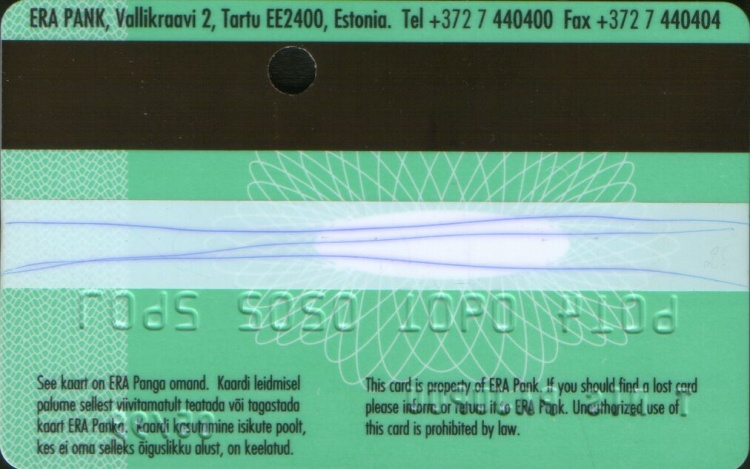 ERA PANK, Vallikraavi 2, Tartu EE2400, Estonia. Tel +372 7 440400 Fax +372 7 440404
See kaart on ERA Panga omand. Kaardi leidmisel
palume sellest viivitamatult teatada või tagastada
kaart ERA Panka. Kaardi kasutamine isikute poolt,
kes ei oma selleks õiguslikku alust, on keelatud.
This card is property of ERA Pank. If you should find a lost card
please inform or return it to ERA Pank. Unauthorized use of
this card is prohibited by law.